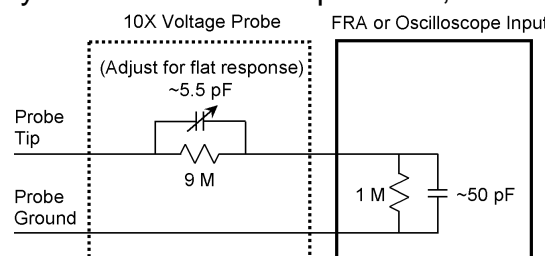 10X Voltage Probe
FRA or Oscilloscope Input
(Adjust for flat response)
~5.5 pF
Probe
Tip
9 M
1 M
~50 pF
Probe
Ground